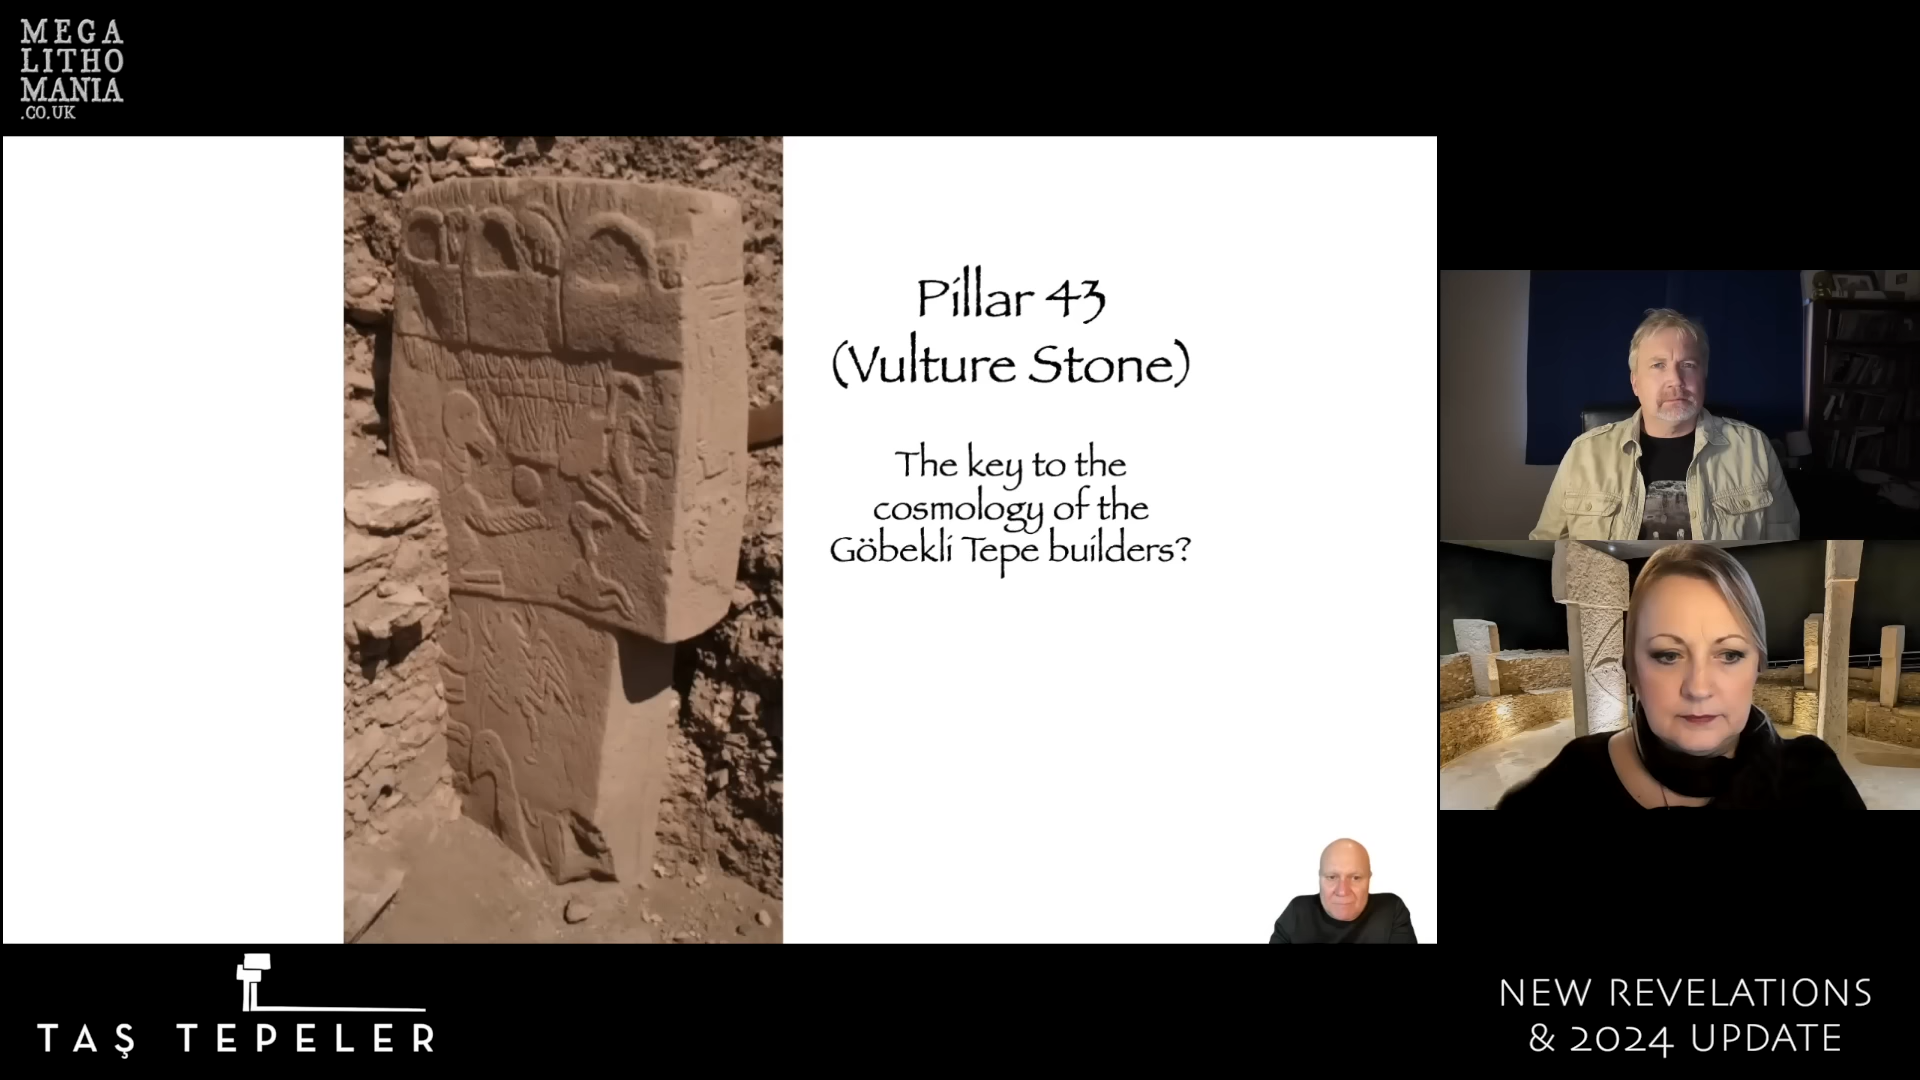 MEGA
LITHO
MANIA
.CO.UK
Pillar 43
(Vulture Stone)
The key to the
cosmology of the
Göbekli Tepe builders?
TAŞ TEPELER
NEW REVELATIONS
& 2024 UPDATE